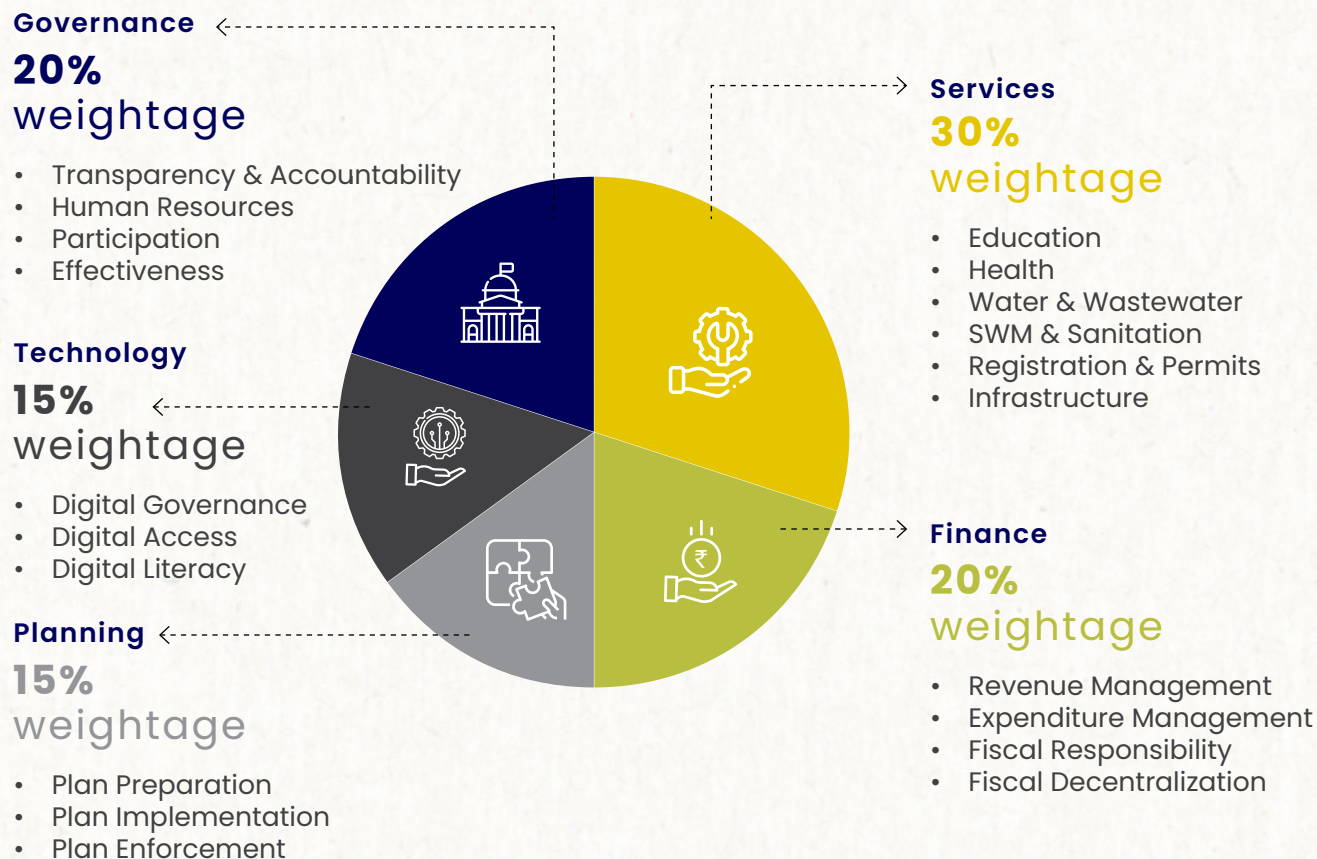 Governance
20%
weightage
• Transparency & Accountability
• Human Resources
• Participation
• Effectiveness
Technology
15%
weightage
• Digital Governance
• Digital Access
• Digital Literacy
Planning
15%
weightage
• Plan Preparation
• Plan Implementation
• Plan Enforcement
Services
30%
weightage
• Education
• Health
• Water & Wastewater
• SWM & Sanitation
• Registration & Permits
• Infrastructure
Finance
20%
weightage
• Revenue Management
• Expenditure Management
• Fiscal Responsibility
• Fiscal Decentralization
₹